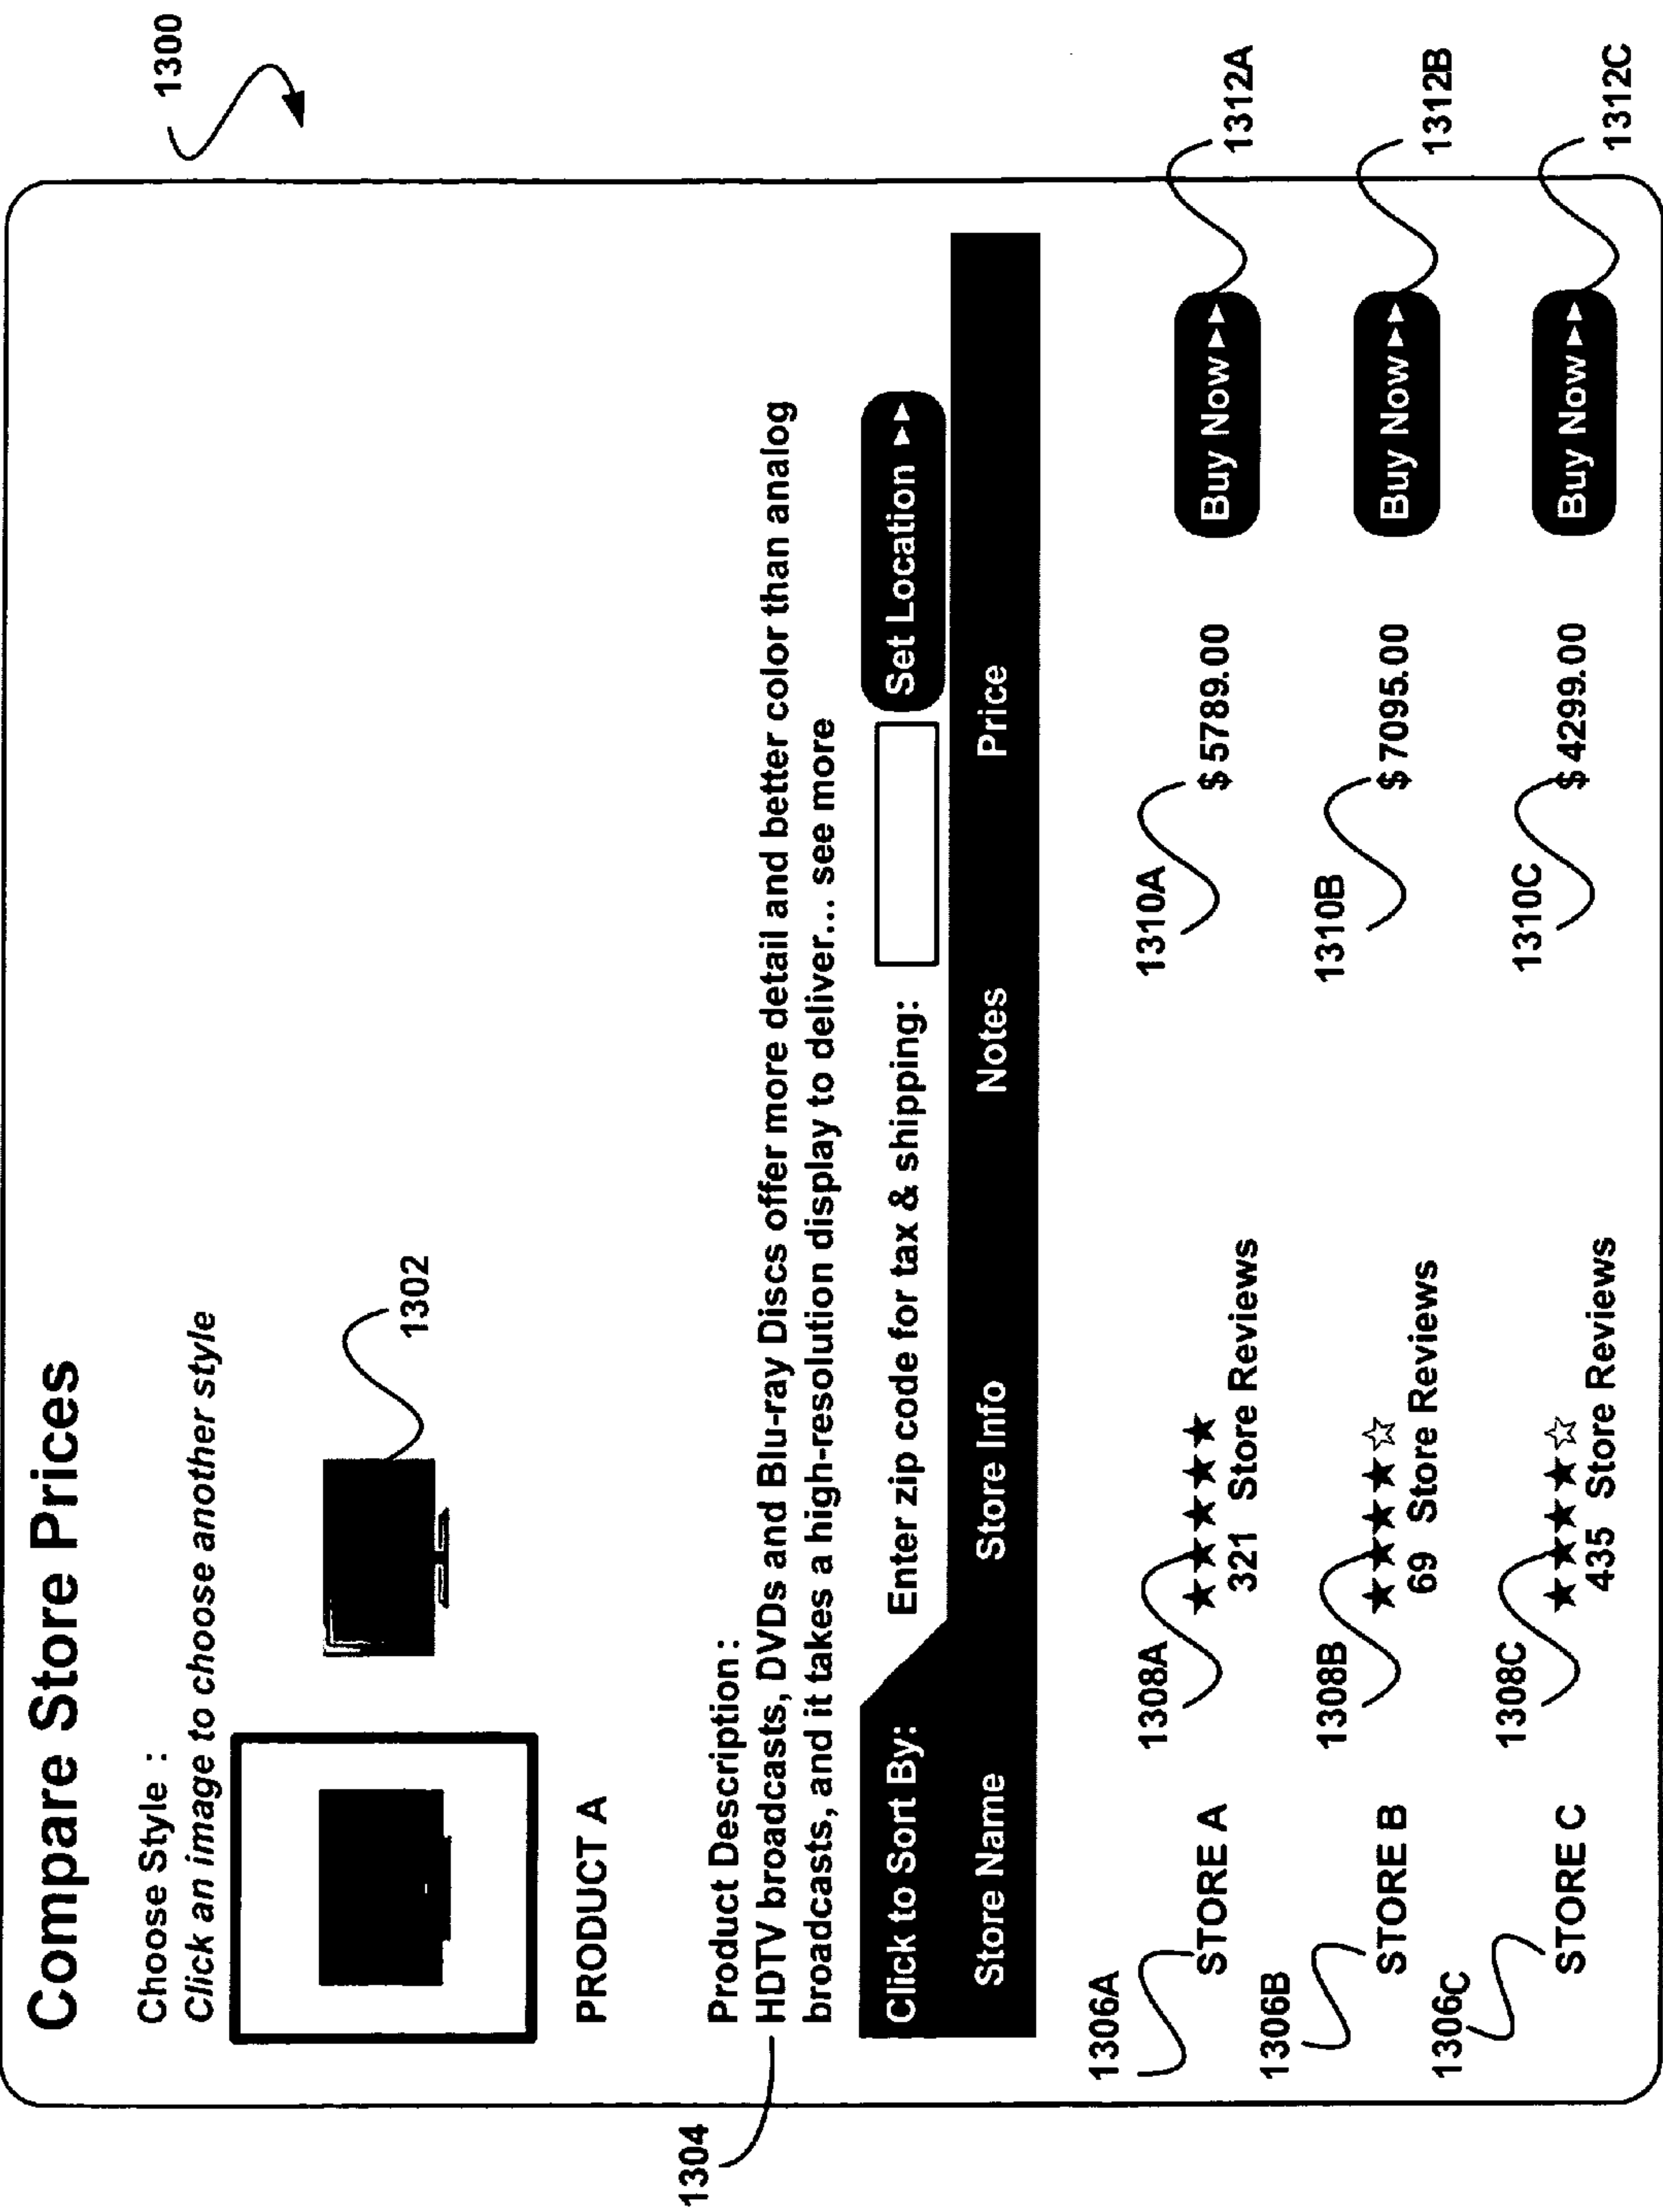 1300
Compare Store Prices
Choose Style :
Click an image to choose another style
1302
PRODUCT A
1304
Product Description :
HDTV broadcasts, DVDs and Blu-ray Discs offer more detail and better color than analog
broadcasts, and it takes a high-resolution display to deliver... see more
Click to Sort By: Enter zip code for tax & shipping: Set Location
Store Name Store Info Notes Price
1306A 1308A 1310A 1312A
STORE A $ 5789.00 Buy Now
321 Store Reviews
1306B 1308B 1310B 1312B
STORE B $ 7095.00 Buy Now
69 Store Reviews
1306C 1308C 1310C 1312C
STORE C $ 4299.00 Buy Now
435 Store Reviews